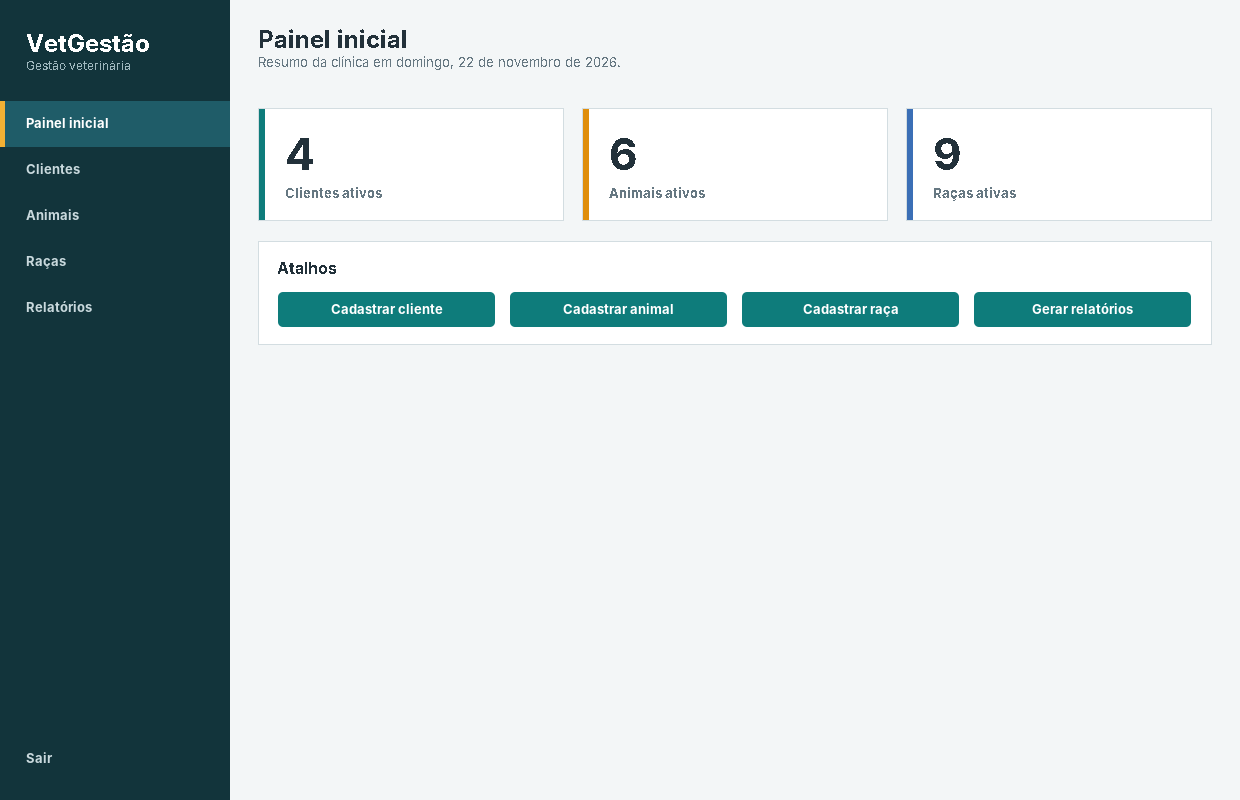 VetGestão
Gestão veterinária
Painel inicial
Clientes
Animais
Raças
Relatórios
Sair
Painel inicial
Resumo da clínica em domingo, 22 de novembro de 2026.
4
Clientes ativos
6
Animais ativos
9
Raças ativas
Atalhos
Cadastrar cliente
Cadastrar animal
Cadastrar raça
Gerar relatórios